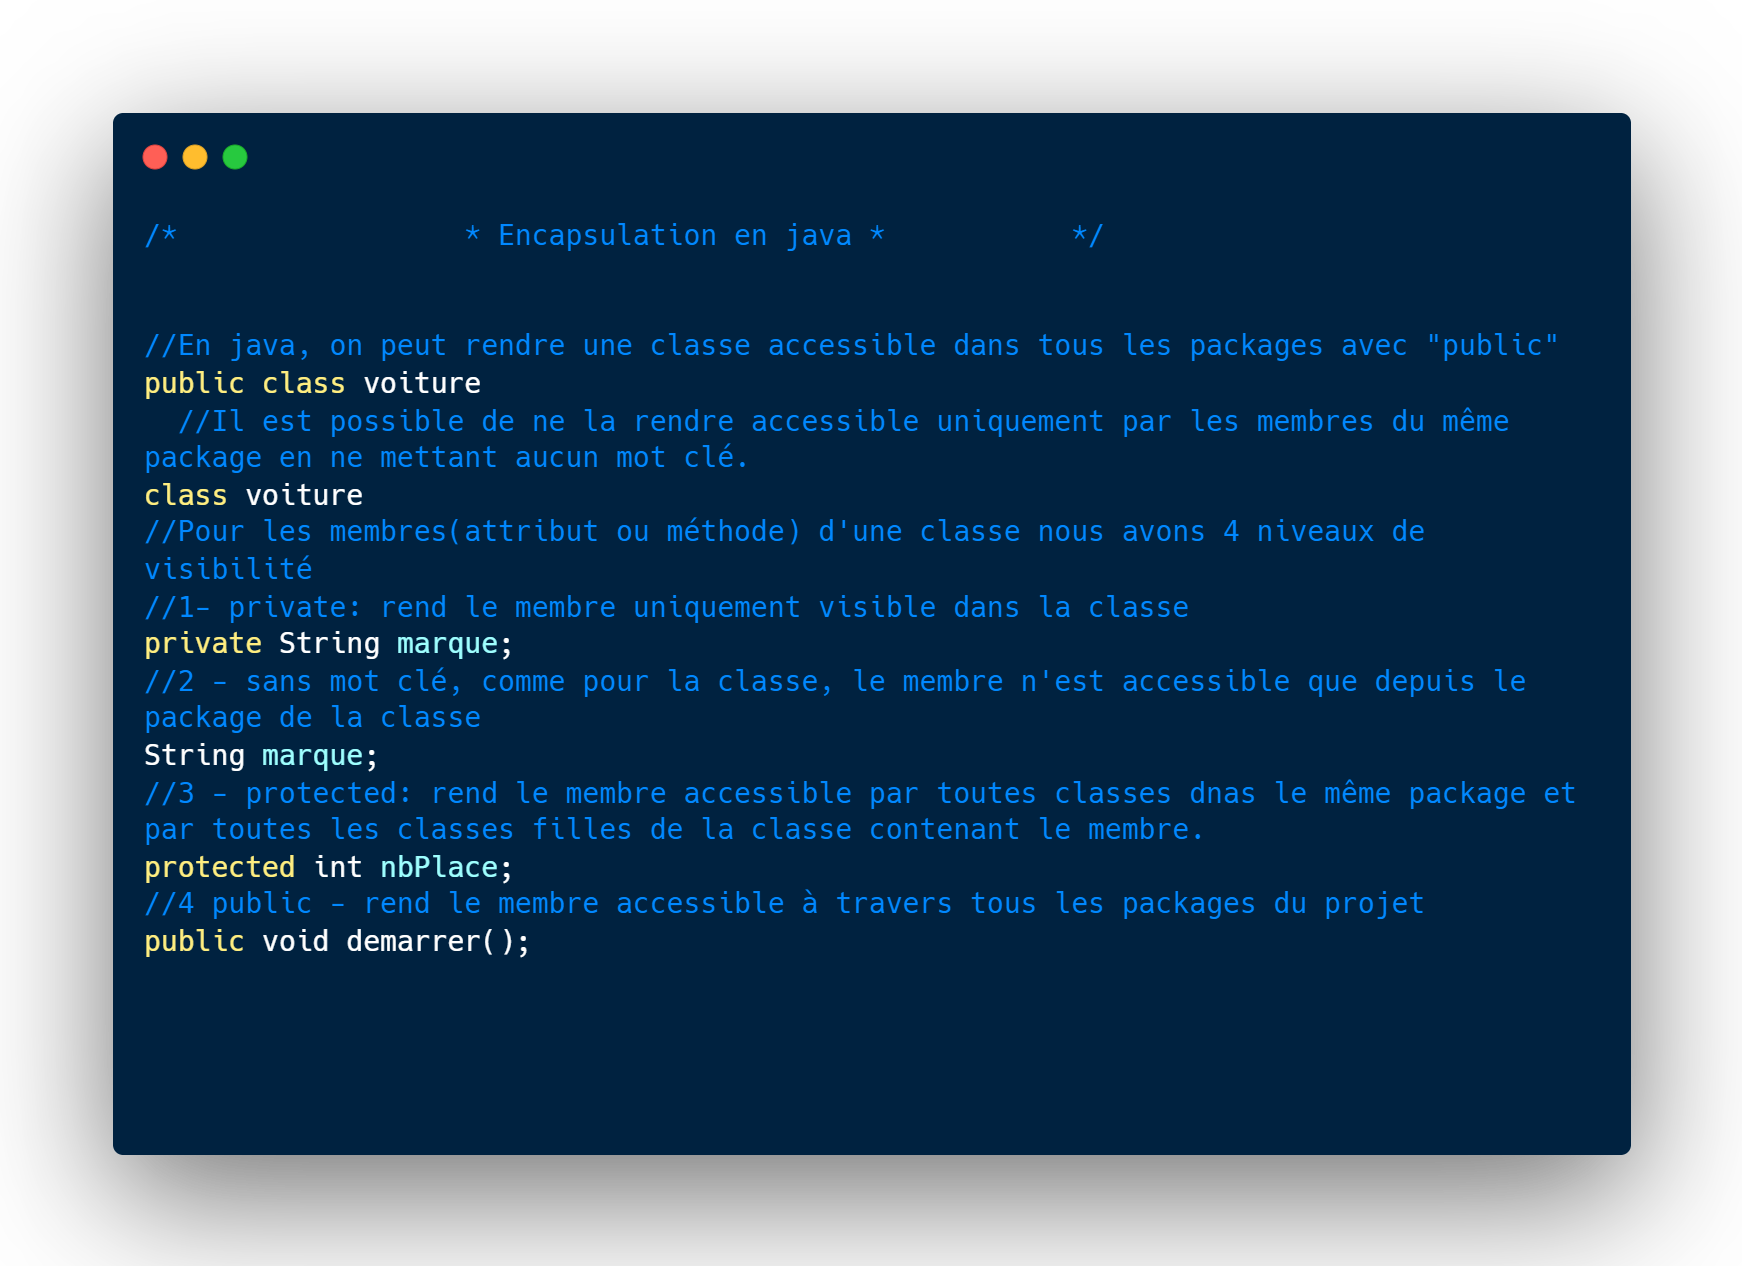 /*                 * Encapsulation en java *           */
//En java, on peut rendre une classe accessible dans tous les packages avec "public"
public class voiture
  //Il est possible de ne la rendre accessible uniquement par les membres du même
package en ne mettant aucun mot clé.
class voiture
//Pour les membres(attribut ou méthode) d'une classe nous avons 4 niveaux de
visibilité
//1- private: rend le membre uniquement visible dans la classe
private String marque;
//2 - sans mot clé, comme pour la classe, le membre n'est accessible que depuis le
package de la classe
String marque;
//3 - protected: rend le membre accessible par toutes classes dnas le même package et
par toutes les classes filles de la classe contenant le membre.
protected int nbPlace;
//4 public - rend le membre accessible à travers tous les packages du projet
public void demarrer();